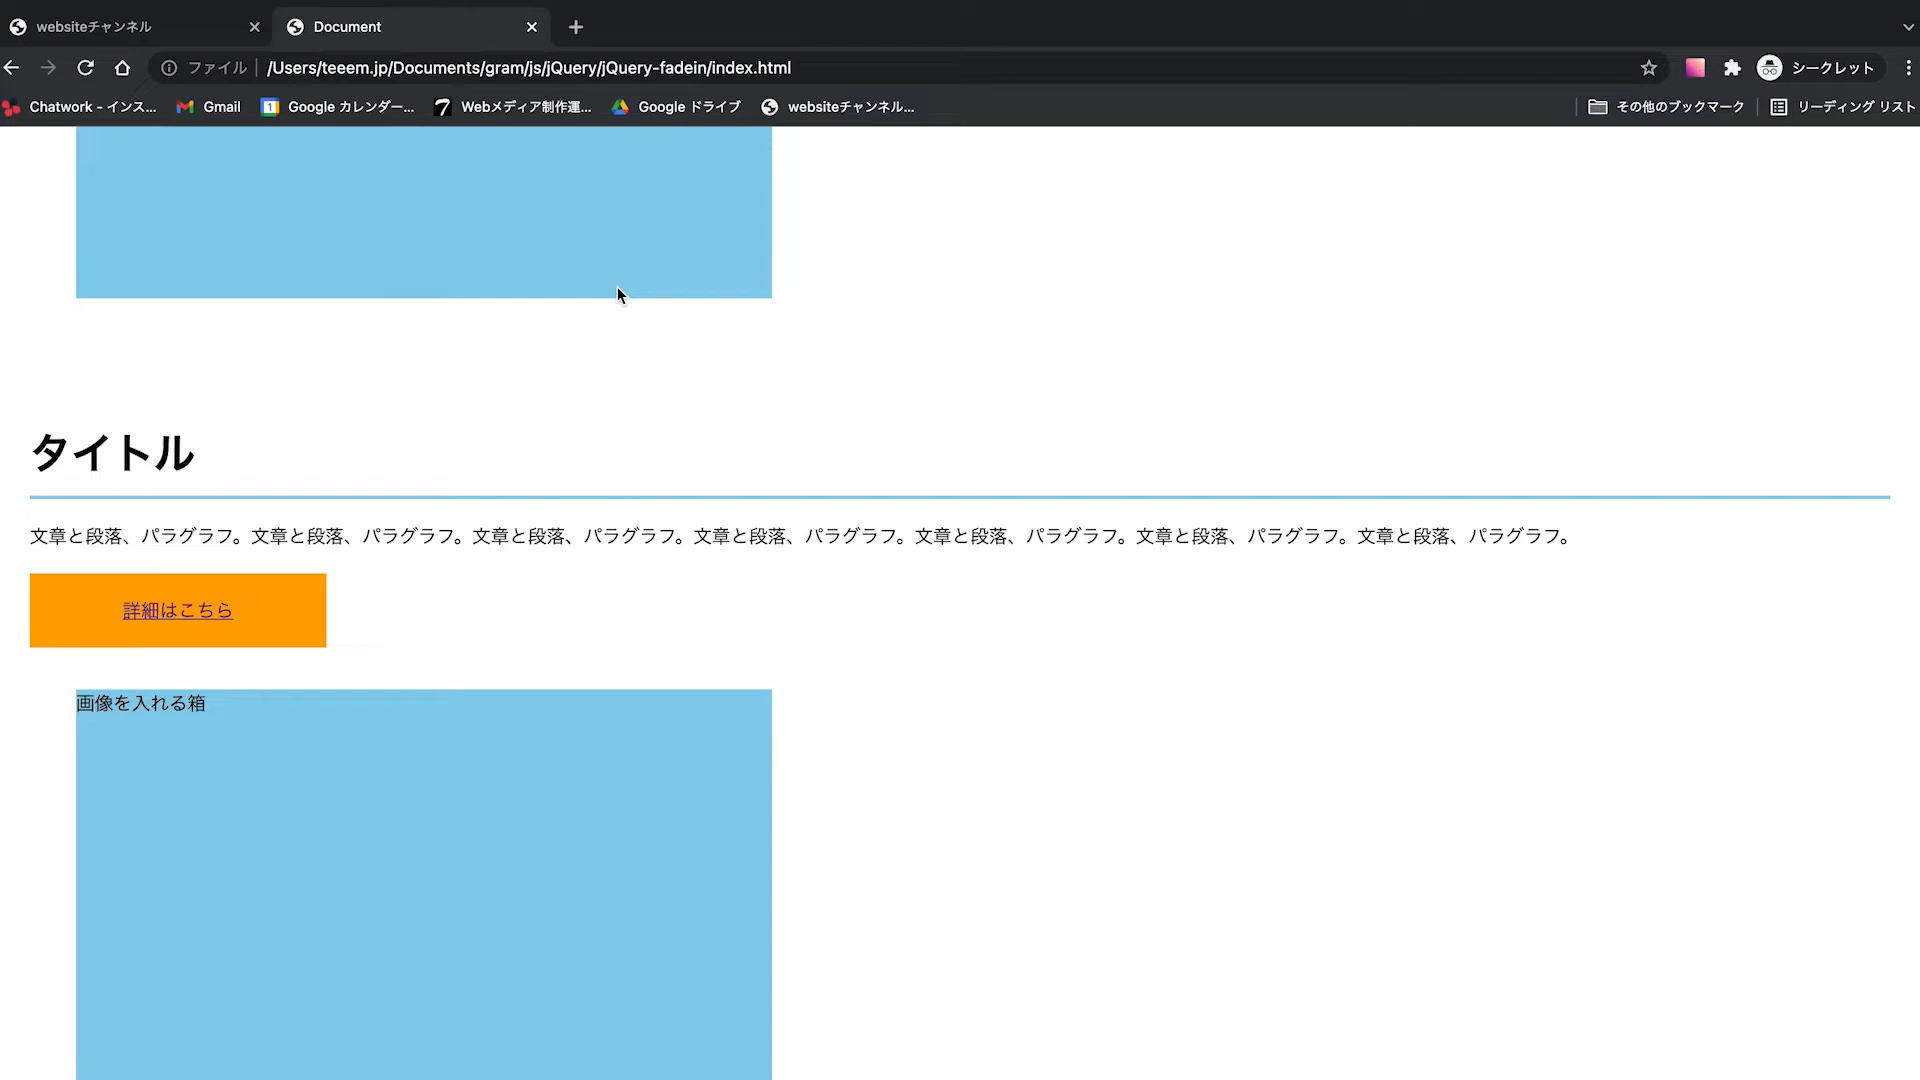 websiteチャンネル
Document
ファイル
/Users/teeem.jp/Documents/gram/js/jQuery/jQuery-fadein/index.html
シークレット
Chatwork - インス...
Gmail
1
Google カレンダー...
Webメディア制作運...
Google ドライブ
websiteチャンネル...
その他のブックマーク
リーディング リスト
タイトル
文章と段落、パラグラフ。文章と段落、パラグラフ。文章と段落、パラグラフ。文章と段落、パラグラフ。文章と段落、パラグラフ。文章と段落、パラグラフ。文章と段落、パラグラフ。
詳細はこちら
画像を入れる箱